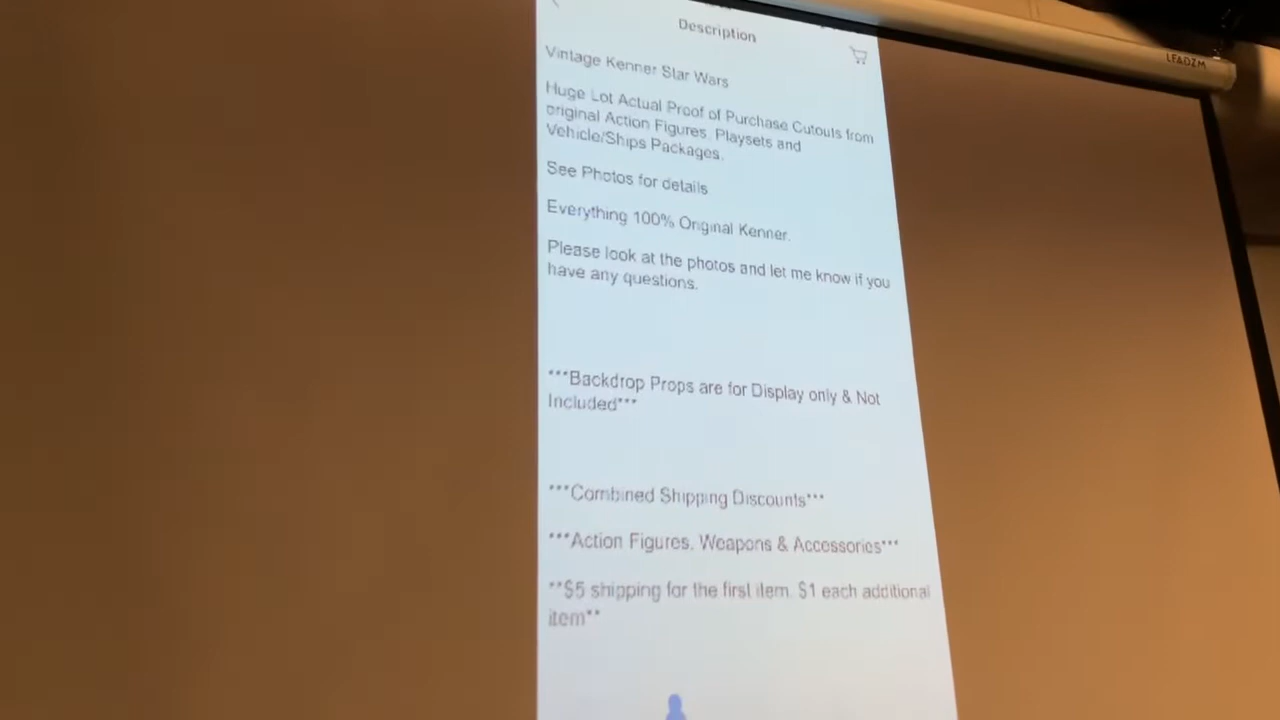 Description
LEADZM
Vintage Kenner Star Wars
Huge Lot Actual Proof of Purchase Cutouts from
original Action Figures, Playsets and
Vehicle/Ships Packages.
See Photos for details
Everything 100% Original Kenner.
Please look at the photos and let me know if you
have any questions.
***Backdrop Props are for Display only & Not
Included***
***Combined Shipping Discounts***
***Action Figures, Weapons & Accessories***
**$5 shipping for the first item, $1 each additional
item**